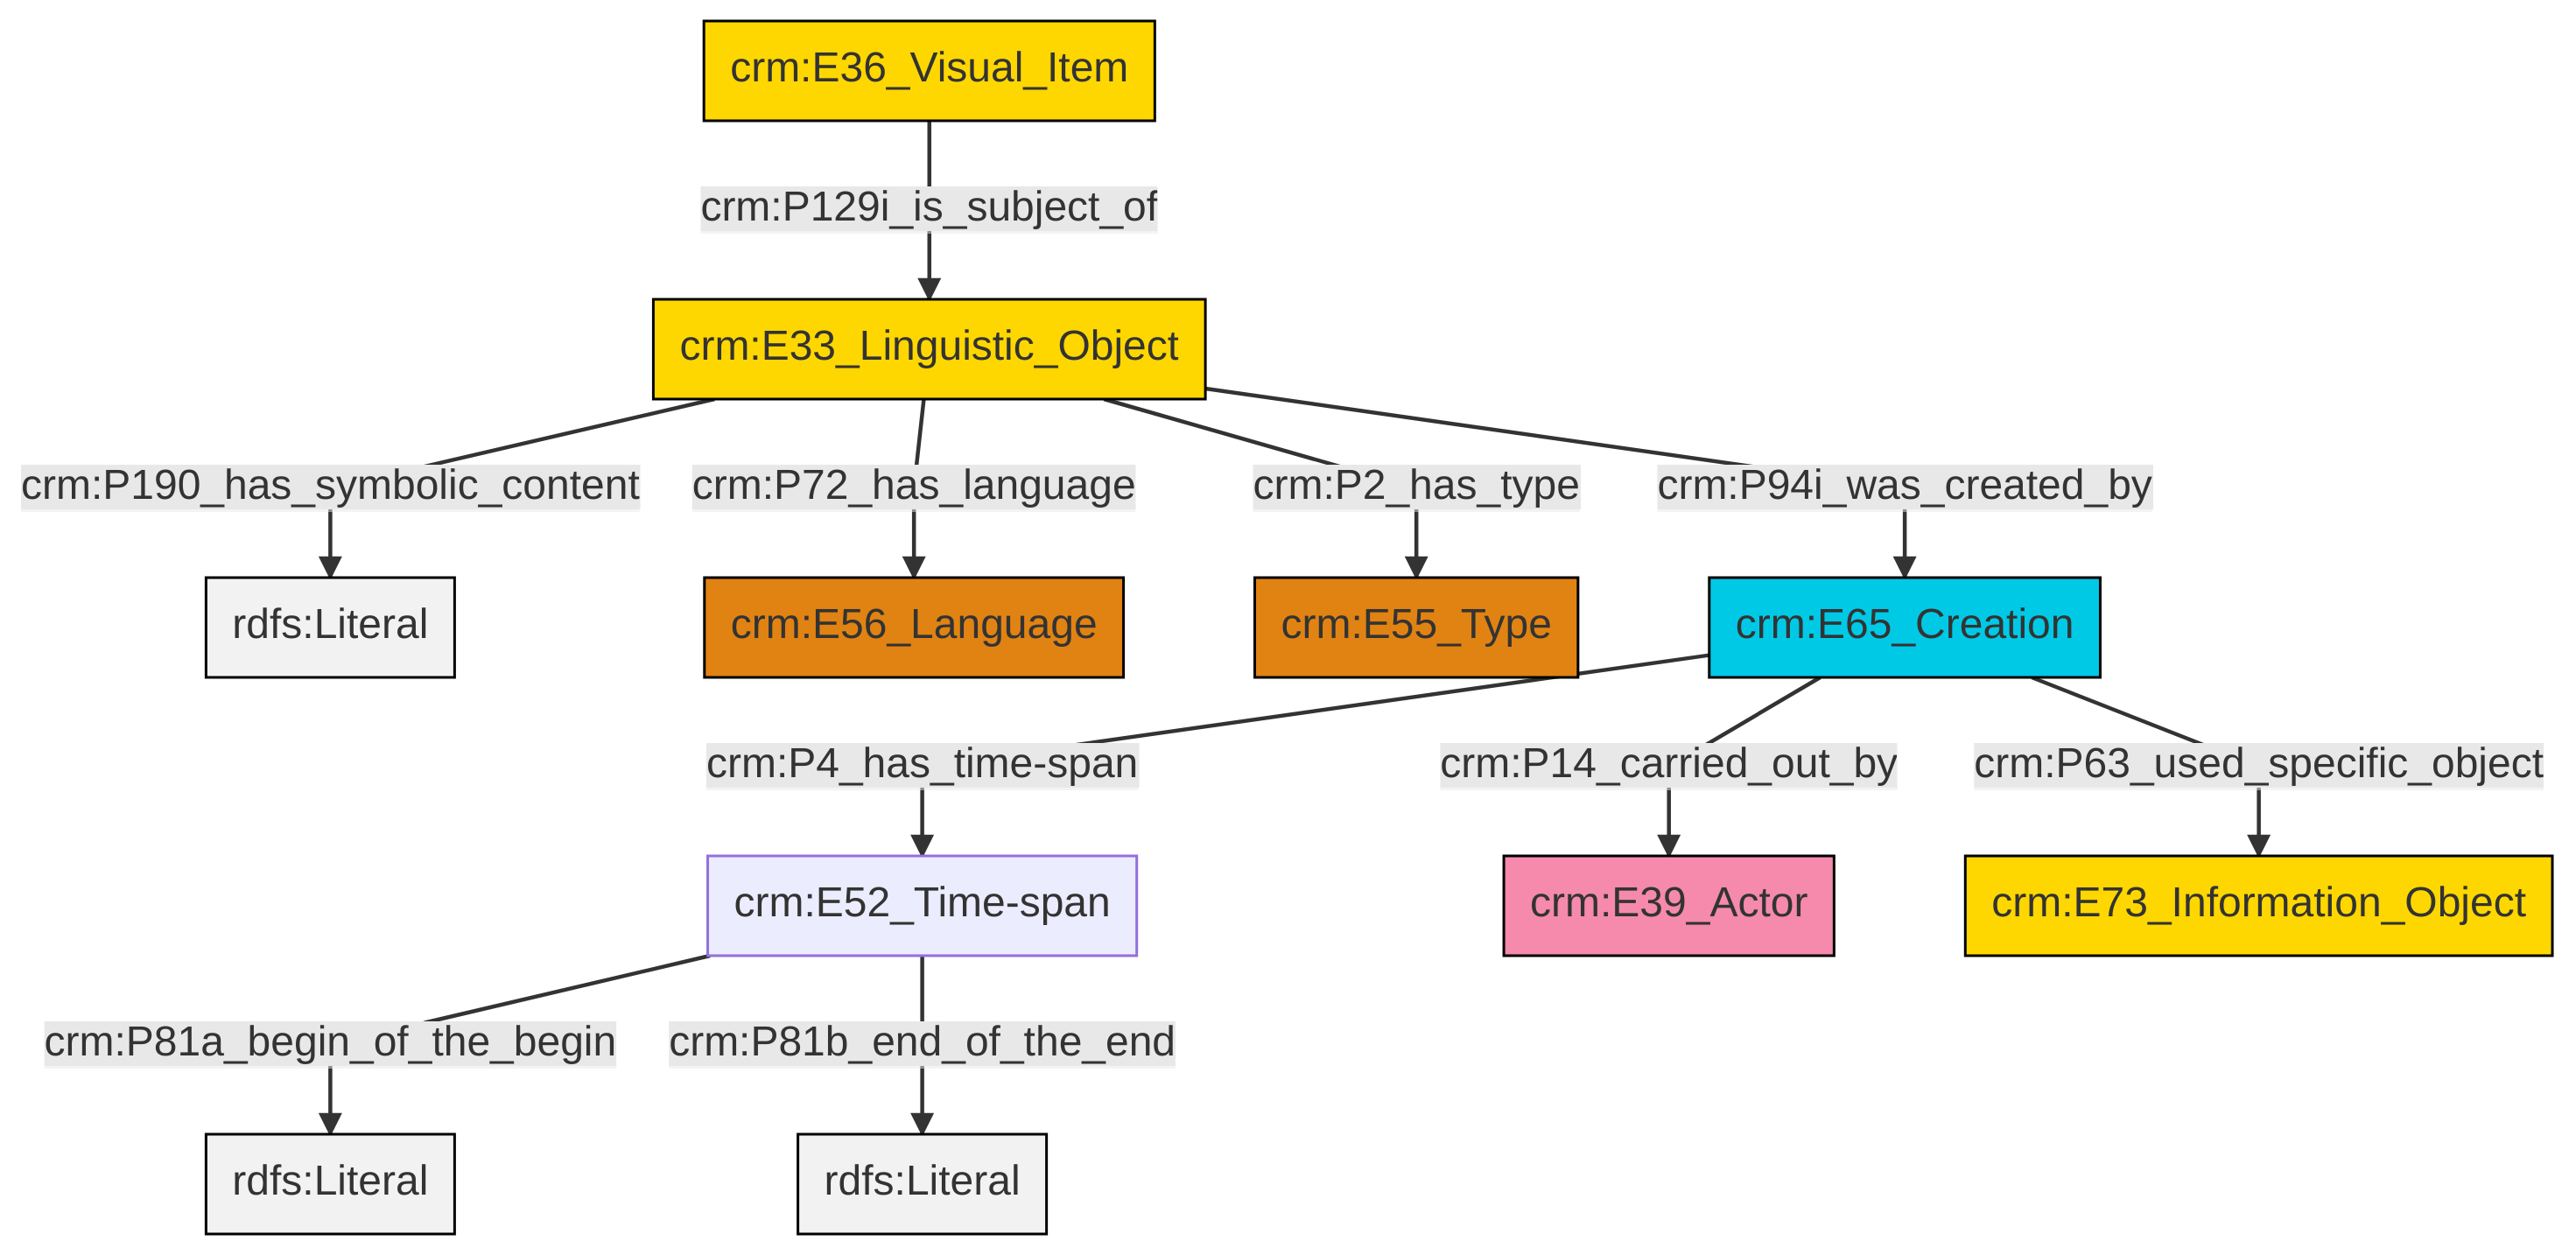 crm:E36_Visual_Item
crm:P129i_is_subject_of
crm:E33_Linguistic_Object
crm:P190_has_symbolic_content
crm:P72_has_language
crm:P2_has_type
crm:P94i_was_created_by
rdfs:Literal
crm:E56_Language
crm:E55_Type
crm:E65_Creation
crm:P4_has_time-span
crm:P14_carried_out_by
crm:P63_used_specific_object
crm:E52_Time-span
crm:E39_Actor
crm:E73_Information_Object
crm:P81a_begin_of_the_begin
crm:P81b_end_of_the_end
rdfs:Literal
rdfs:Literal